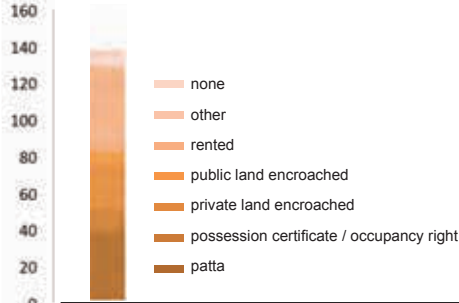 160
140
120
100
80
60
40
20
0
none
other
rented
public land encroached
private land encroached
possession certificate / occupancy right
patta